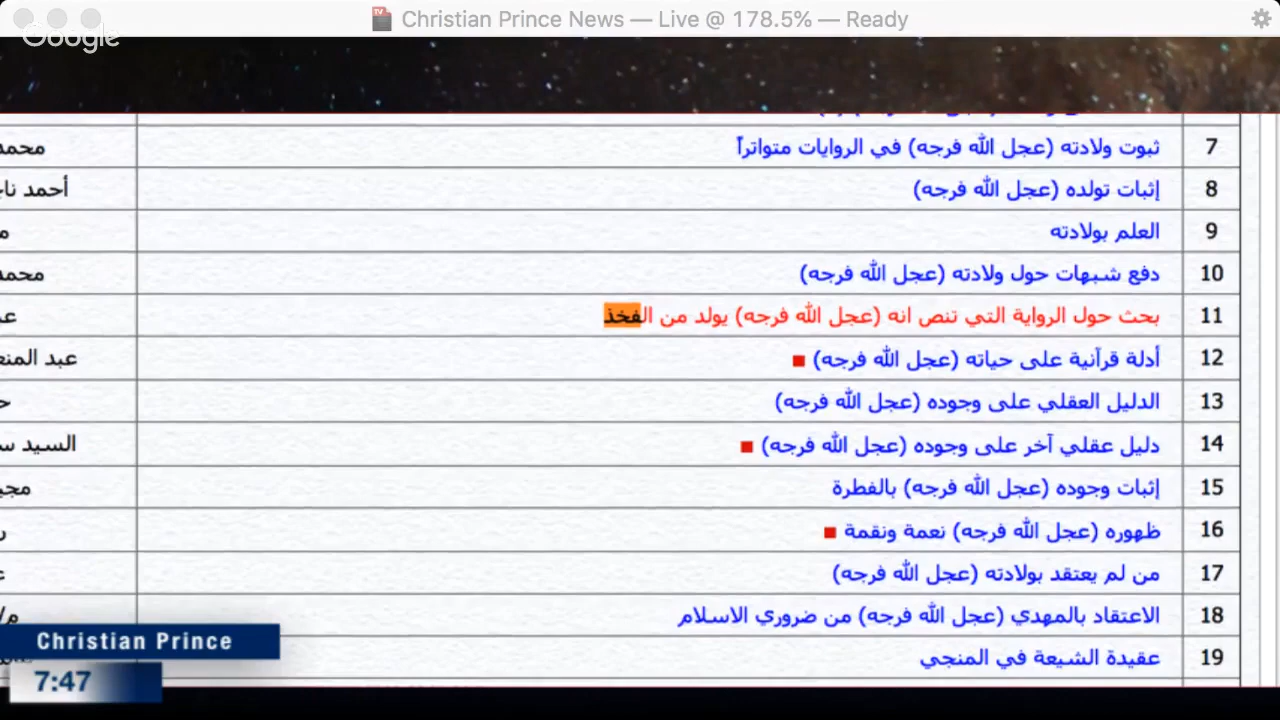 Christian Prince News — Live @ 178.5% — Ready
Google
7 ثبوت ولادته (عجل الله فرجه) في الروايات متواتراً محمد
8 إثبات تولده (عجل الله فرجه) أحمد
9 العلم بولادته
10 دفع شبهات حول ولادته (عجل الله فرجه) محمد
11 بحث حول الرواية التي تنص انه (عجل الله فرجه) يولد من الفخذ
12 أدلة قرآنية على حياته (عجل الله فرجه) عبد
13 الدليل العقلي على وجوده (عجل الله فرجه)
14 دليل عقلي آخر على وجوده (عجل الله فرجه) السيد
15 إثبات وجوده (عجل الله فرجه) بالفطرة
16 ظهوره (عجل الله فرجه) نعمة ونقمة
17 من لم يعتقد بولادته (عجل الله فرجه)
18 الاعتقاد بالمهدي (عجل الله فرجه) من ضروري الاسلام م/
19 عقيدة الشيعة في المنجي
Christian Prince
7:47